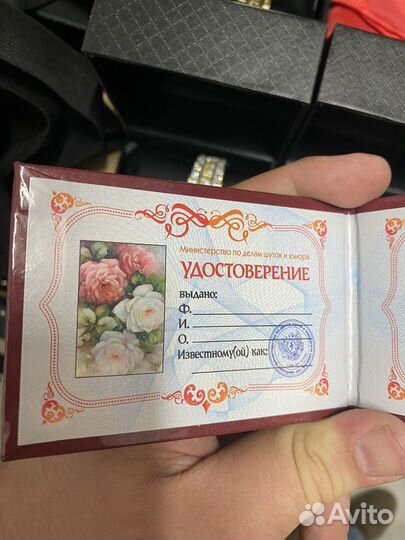 Министерство по делам шуток и юмора
УДОСТОВЕРЕНИЕ
выдано:
Ф.
И.
О.
Известному(ой) как:
Avito